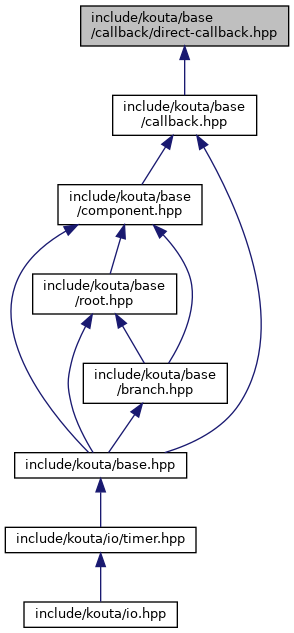 include/kouta/base
/callback/direct-callback.hpp
include/kouta/base
/callback.hpp
include/kouta/base
/component.hpp
include/kouta/base
/root.hpp
include/kouta/base
/branch.hpp
include/kouta/base.hpp
include/kouta/io/timer.hpp
include/kouta/io.hpp